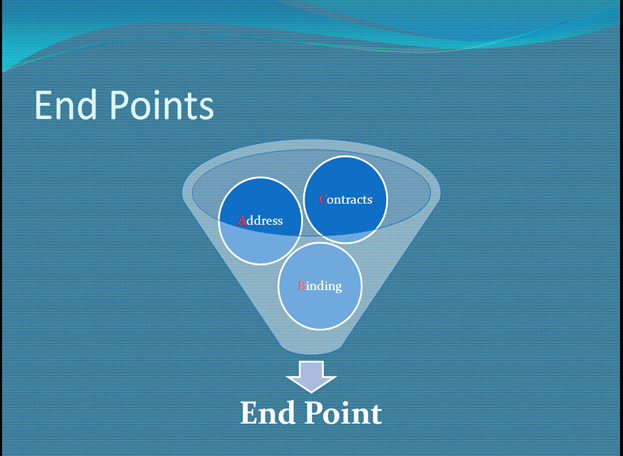 End Points
Contracts
Address
Binding
End Point